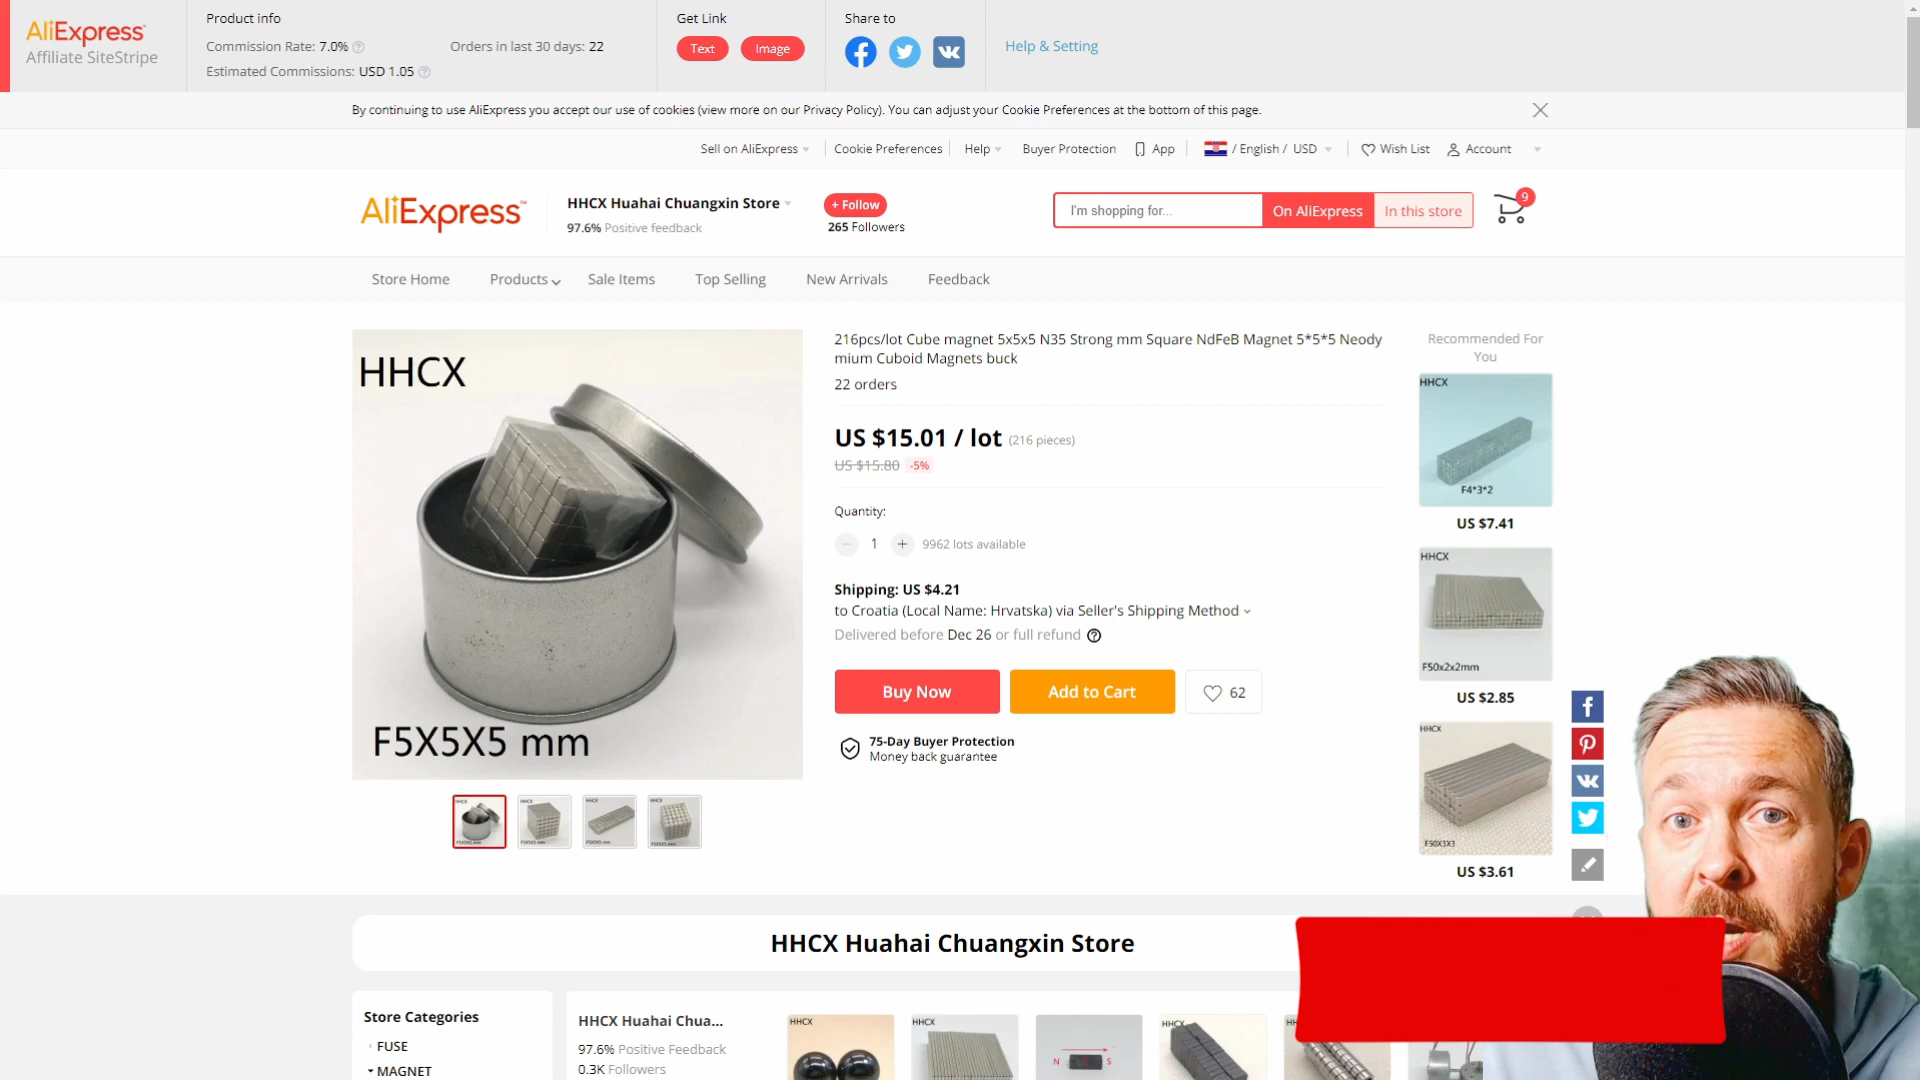 AliExpress
Affiliate SiteStripe
Product info
Commission Rate: 7.0%
Orders in last 30 days: 22
Estimated Commissions: USD 1.05
Get Link
Text
Image
Share to
Help & Setting
By continuing to use AliExpress you accept our use of cookies (view more on our Privacy Policy). You can adjust your Cookie Preferences at the bottom of this page.
Sell on AliExpress
Cookie Preferences
Help
Buyer Protection
App
/ English / USD
Wish List
Account
AliExpress
HHCX Huahai Chuangxin Store
97.6% Positive feedback
+ Follow
265 Followers
I'm shopping for...
On AliExpress
In this store
9
Store Home
Products
Sale Items
Top Selling
New Arrivals
Feedback
HHCX
F5X5X5 mm
216pcs/lot Cube magnet 5x5x5 N35 Strong mm Square NdFeB Magnet 5*5*5 Neody
mium Cuboid Magnets buck
22 orders
US $15.01 / lot (216 pieces)
US $15.80 -5%
Quantity:
1
9962 lots available
Shipping: US $4.21
to Croatia (Local Name: Hrvatska) via Seller's Shipping Method
Delivered before Dec 26 or full refund
Buy Now
Add to Cart
62
75-Day Buyer Protection
Money back guarantee
Recommended For
You
HHCX
F4*3*2
US $7.41
HHCX
F50x2x2mm
US $2.85
HHCX
F50X3X3
US $3.61
HHCX Huahai Chuangxin Store
Store Categories
FUSE
MAGNET
HHCX Huahai Chua...
97.6% Positive Feedback
0.3K Followers
HHCX
HHCX
N
S
HHCX